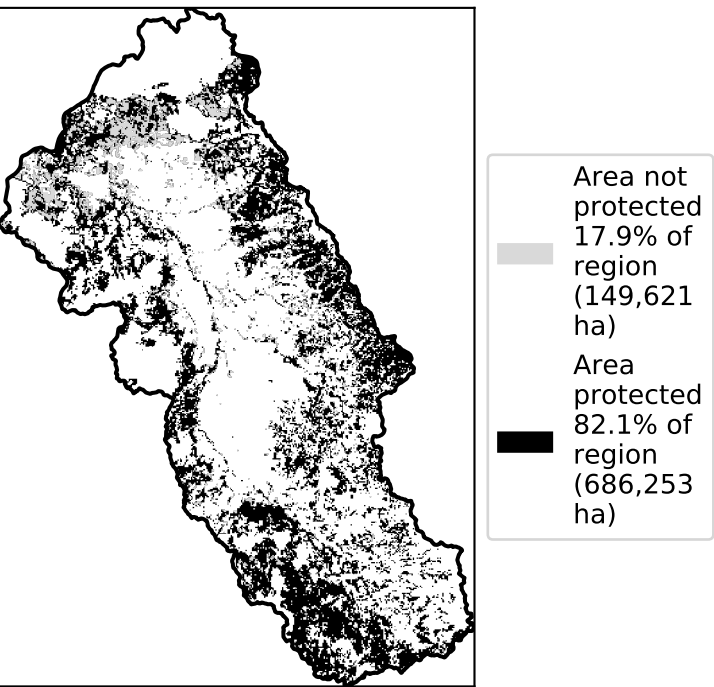 Area not
protected
17.9% of
region
(149,621
ha)
Area
protected
82.1% of
region
(686,253
ha)